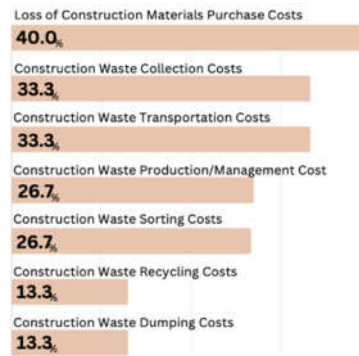 Loss of Construction Materials Purchase Costs
40.0%
Construction Waste Collection Costs
33.3%
Construction Waste Transportation Costs
33.3%
Construction Waste Production/Management Cost
26.7%
Construction Waste Sorting Costs
26.7%
Construction Waste Recycling Costs
13.3%
Construction Waste Dumping Costs
13.3%